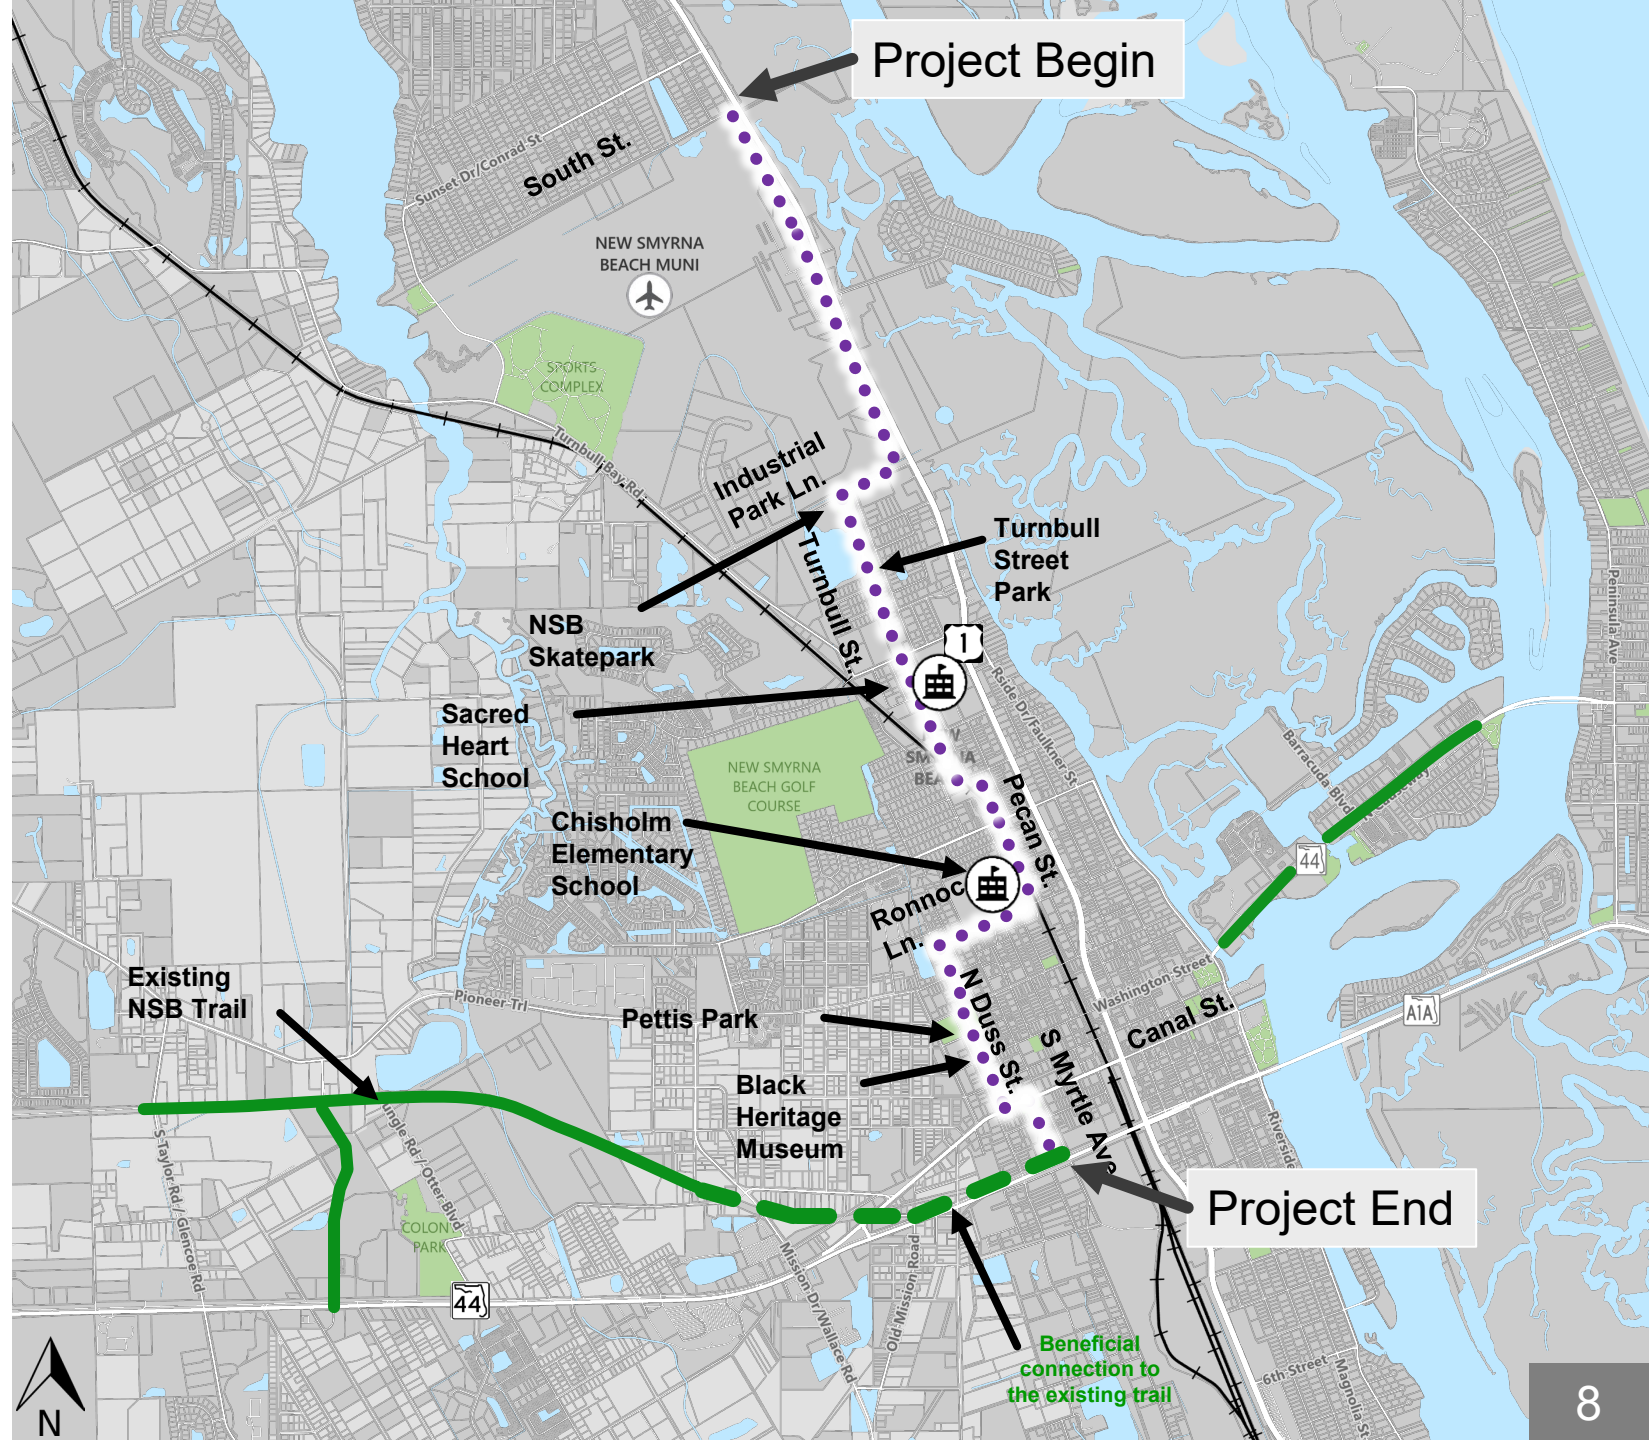 Project Begin
Sunset Dr/Conrad St
South St.
NEW SMYRNA
BEACH MUNI
SPORTS
COMPLEX
Turnbull Bay Rd
Industrial
Park Ln.
Turnbull
Street
Park
Turnbull St.
Peninsula Ave
NSB
Skatepark
1
Rside Dr/Faulkner St
Sacred
Heart
School
NEW SMYRNA
BEACH GOLF
COURSE
Barracuda Blvd
Pecan St.
Chisholm
Elementary
School
44
Ronnoc
Ln.
Existing
NSB Trail
Pioneer Trl
Washington Street
Canal St.
A1A
Pettis Park
N Duss St.
S Myrtle Ave
Black
Heritage
Museum
S Taylor Rd / Glencoe Rd
ungle Rd / Otter Blvd
Riverside
Project End
COLON
PARK
44
Mission Dr/Wallace Rd
Old Mission Road
Beneficial
connection to
the existing trail
6th Street
Magnolia St
N
8